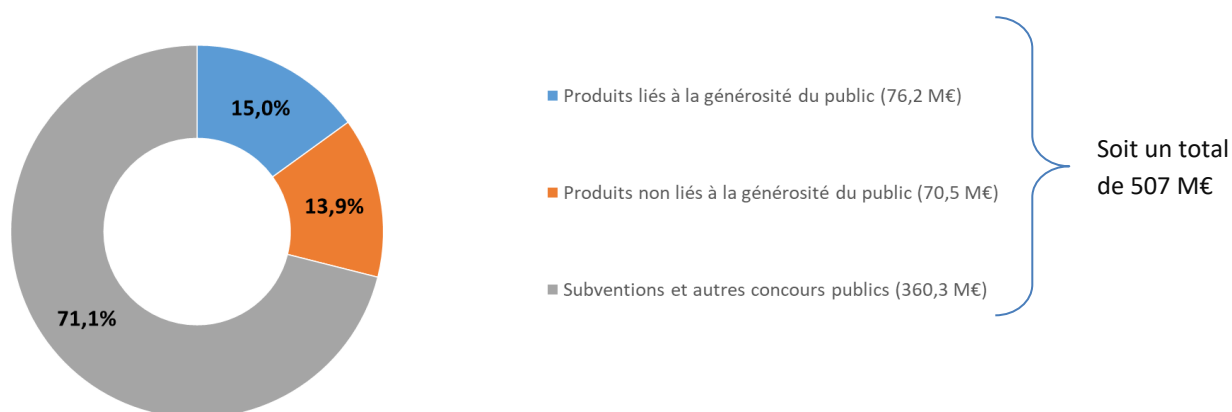 15,0%
13,9%
71,1%
Produits liés à la générosité du public (76,2 M€)
Produits non liés à la générosité du public (70,5 M€)
Subventions et autres concours publics (360,3 M€)
Soit un total
de 507 M€